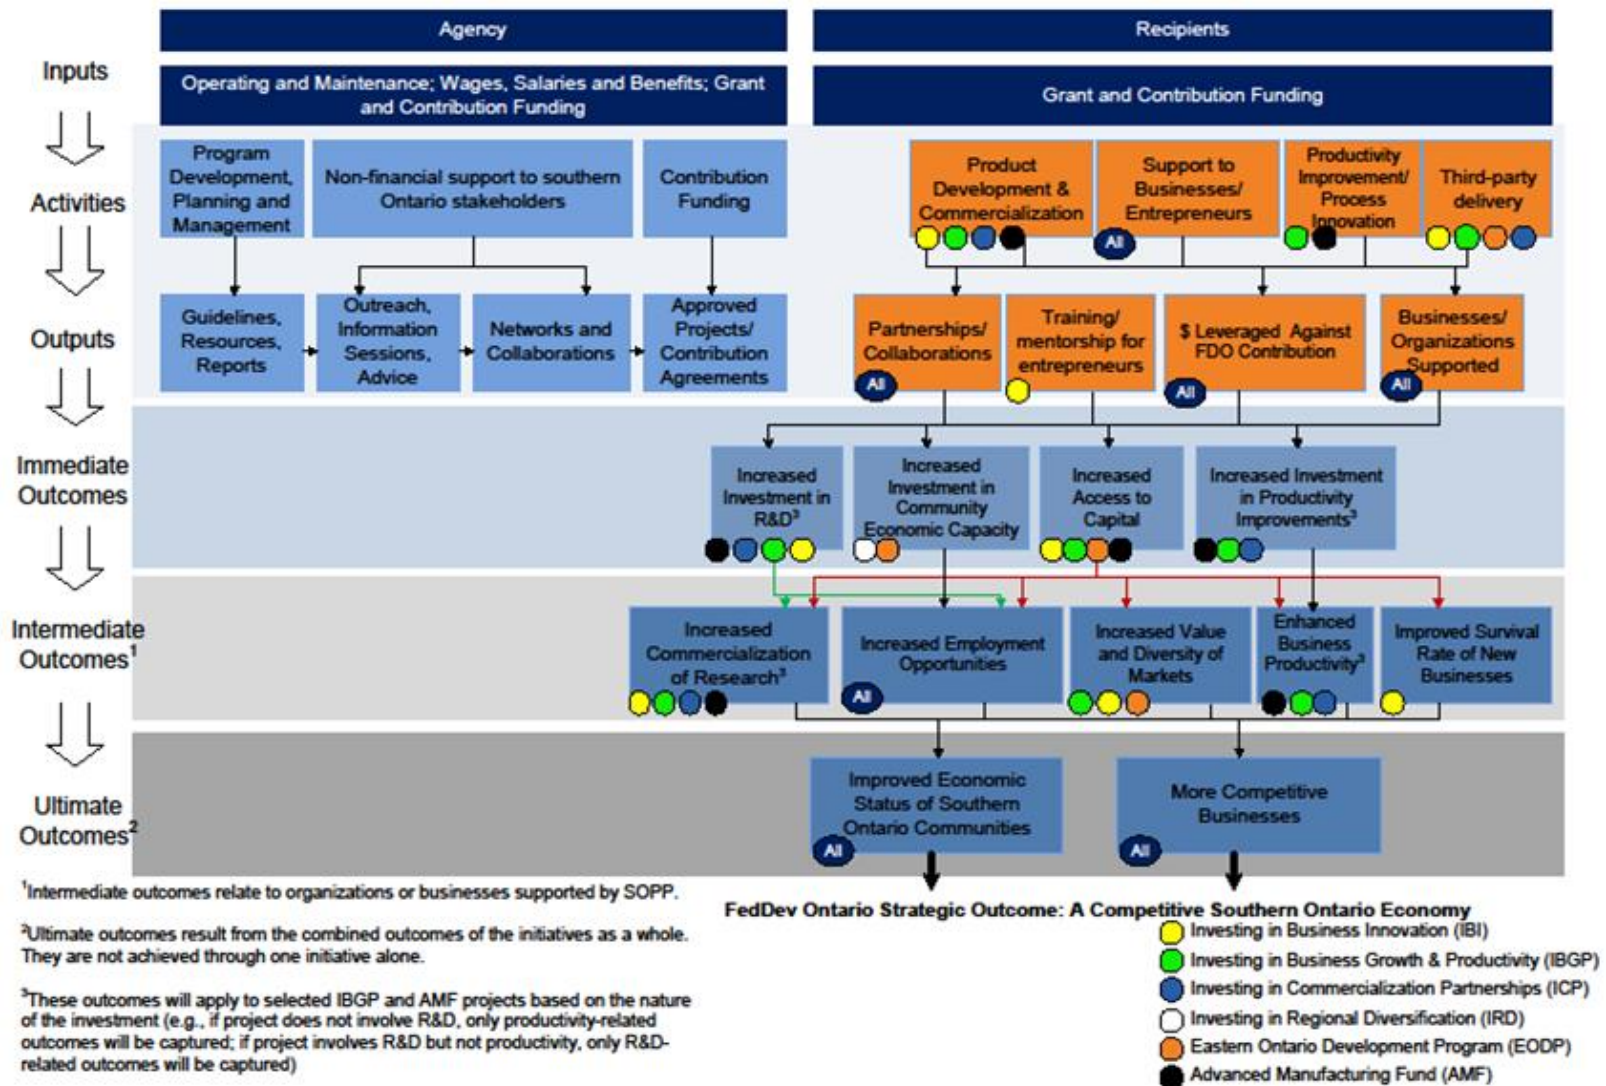 Agency
Recipients
Inputs
Operating and Maintenance; Wages, Salaries and Benefits; Grant
and Contribution Funding
Grant and Contribution Funding
Activities
Program
Development,
Planning and
Management
Non-financial support to southern
Ontario stakeholders
Contribution
Funding
Product
Development &
Commercialization
Support to
Businesses/
Entrepreneurs
All
Productivity
Improvement/
Process
Innovation
Third-party
delivery
Outputs
Guidelines,
Resources,
Reports
Outreach,
Information
Sessions,
Advice
Networks and
Collaborations
Approved
Projects/
Contribution
Agreements
Partnerships/
Collaborations
All
Training/
mentorship for
entrepreneurs
$ Leveraged Against
FDO Contribution
All
Businesses/
Organizations
Supported
All
Immediate
Outcomes
Increased
Investment in
R&D³
Increased
Investment in
Community
Economic Capacity
Increased
Access to
Capital
Increased Investment
in Productivity
Improvements³
Intermediate
Outcomes¹
Increased
Commercialization
of Research³
Increased Employment
Opportunities
All
Increased Value
and Diversity of
Markets
Enhanced
Business
Productivity³
Improved Survival
Rate of New
Businesses
Ultimate
Outcomes²
Improved Economic
Status of Southern
Ontario Communities
All
More Competitive
Businesses
All
¹Intermediate outcomes relate to organizations or businesses supported by SOPP.
²Ultimate outcomes result from the combined outcomes of the initiatives as a whole.
They are not achieved through one initiative alone.
³These outcomes will apply to selected IBGP and AMF projects based on the nature
of the investment (e.g., if project does not involve R&D, only productivity-related
outcomes will be captured; if project involves R&D but not productivity, only R&D-
related outcomes will be captured)
FedDev Ontario Strategic Outcome: A Competitive Southern Ontario Economy
Investing in Business Innovation (IBI)
Investing in Business Growth & Productivity (IBGP)
Investing in Commercialization Partnerships (ICP)
Investing in Regional Diversification (IRD)
Eastern Ontario Development Program (EODP)
Advanced Manufacturing Fund (AMF)